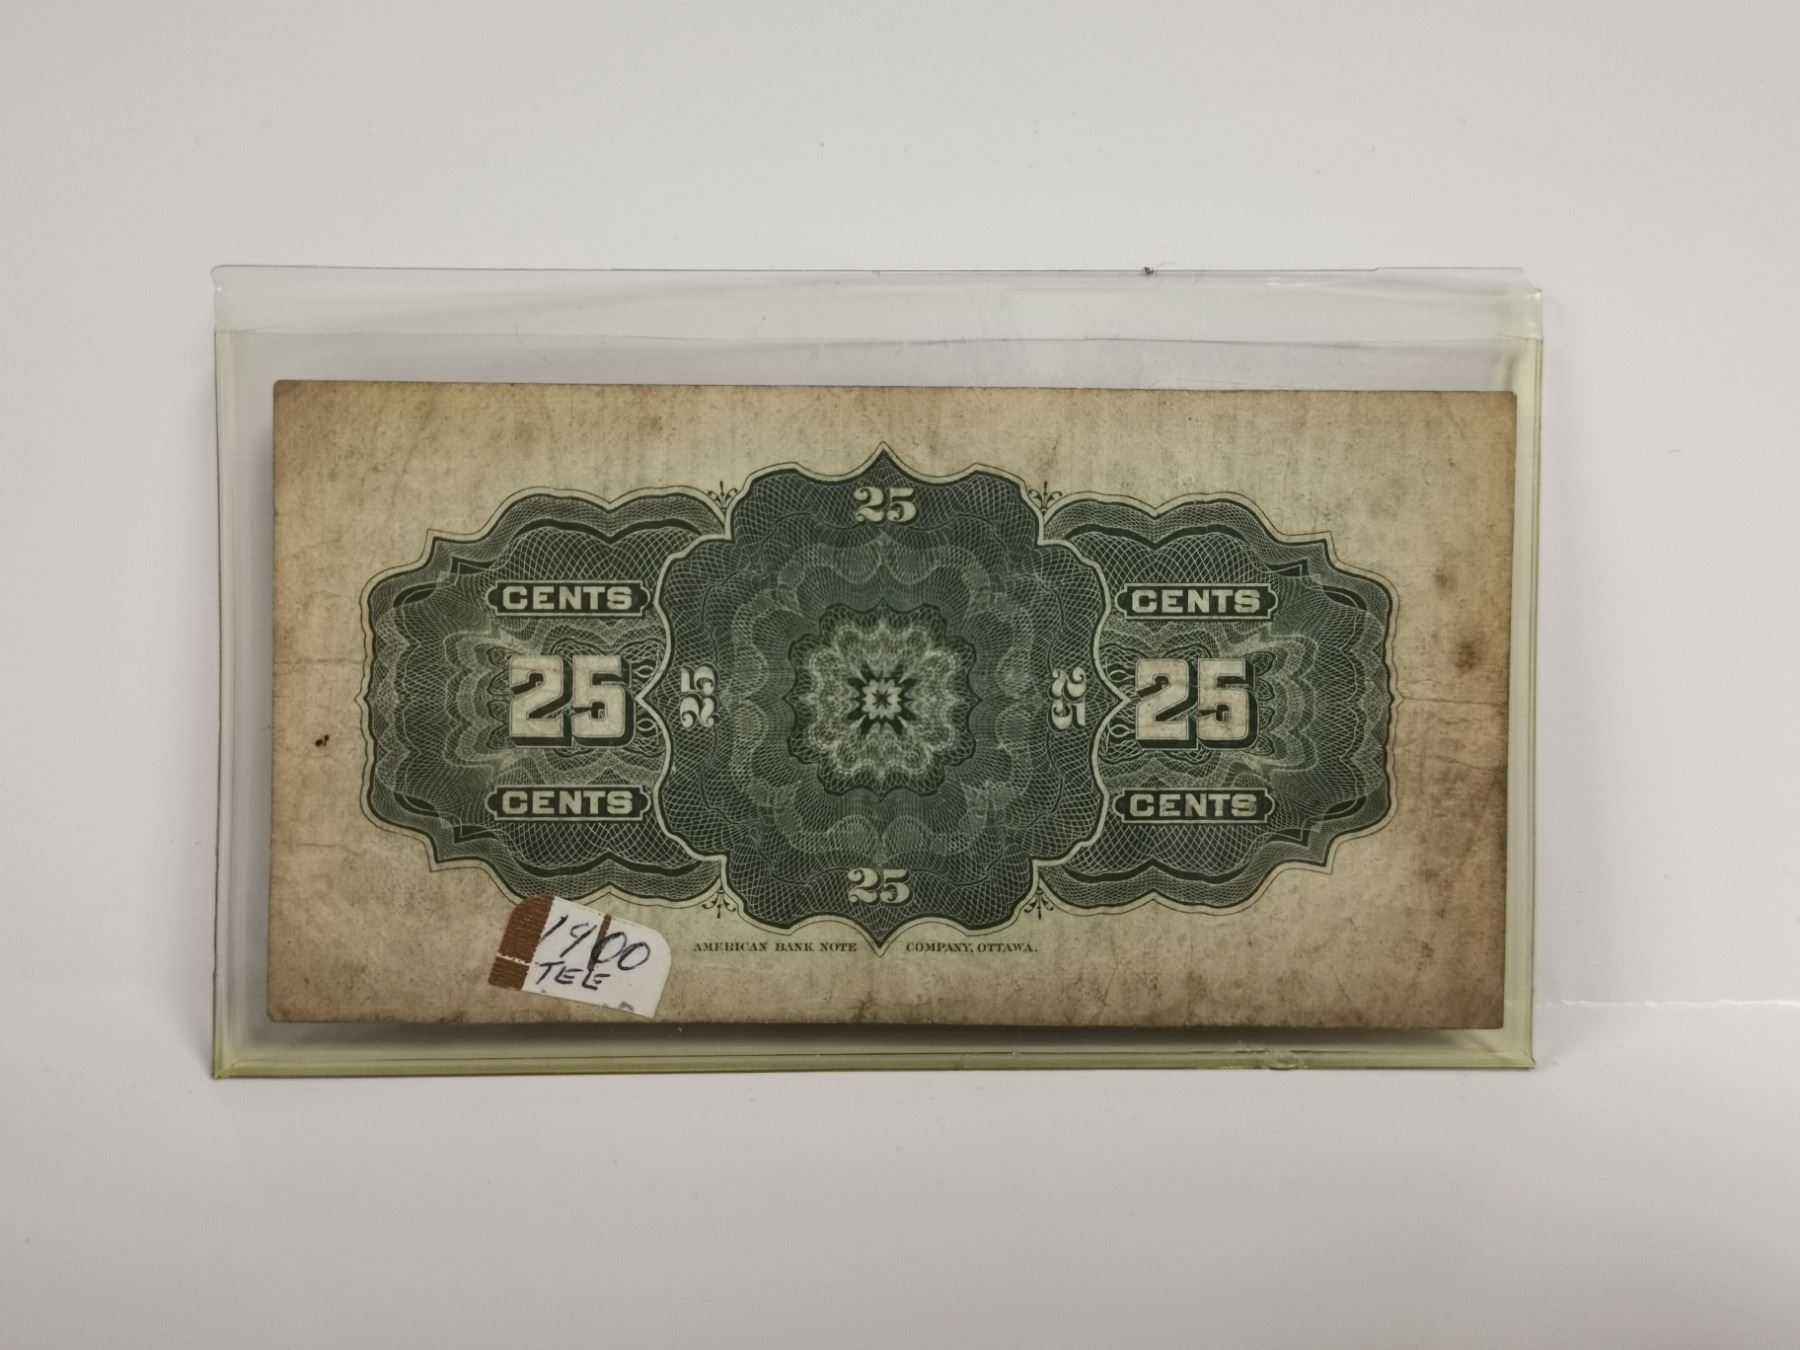 25
CENTS CENTS
25 25 25 25
CENTS CENTS
25
AMERICAN BANK NOTE COMPANY, OTTAWA.
1900
TEE